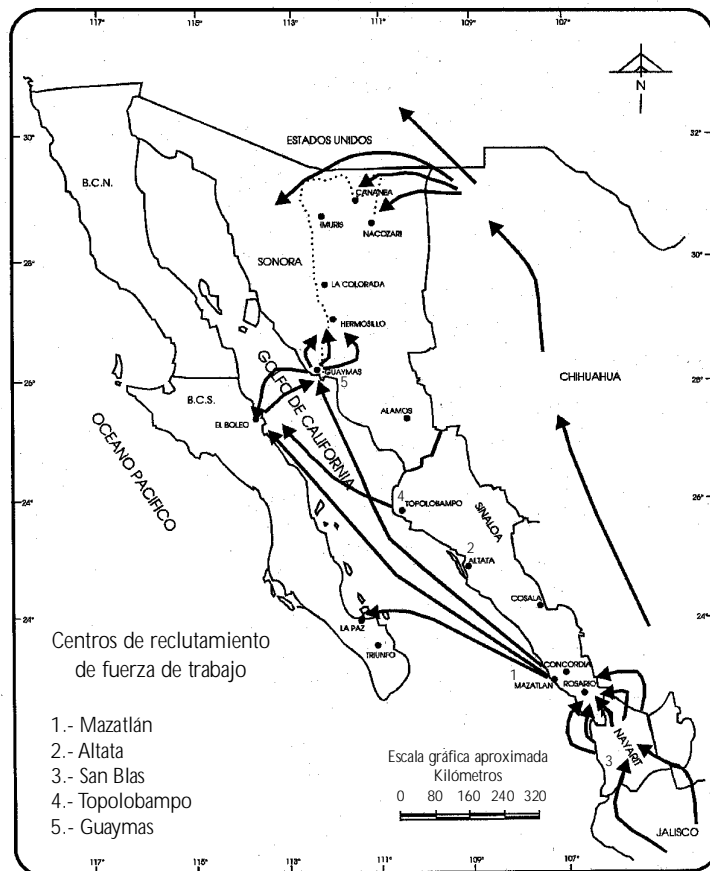 117° 115° 113° 111° 109° 107°
N
30°
32°
ESTADOS UNIDOS
B.C.N.
CANANEA
IMURIS
NACOZARI
30°
28°
SONORA
LA COLORADA
HERMOSILLO
GUAYMAS
5
26°
28°
CHIHUAHUA
B.C.S.
GOLFO DE CALIFORNIA
EL BOLEO
ALAMOS
OCEANO PACIFICO
24°
26°
4
TOPOLOBAMPO
SINALOA
2
ALTATA
COSALA
24°
24°
LA PAZ
TRIUNFO
CONCORDIA
1
MAZATLAN
ROSARIO
NAYARIT
3
JALISCO
Centros de reclutamiento
de fuerza de trabajo
1.- Mazatlán
2.- Altata
3.- San Blas
4.- Topolobampo
5.- Guaymas
Escala gráfica aproximada
Kilómetros
0 80 160 240 320
117° 115° 113° 111° 109° 107°